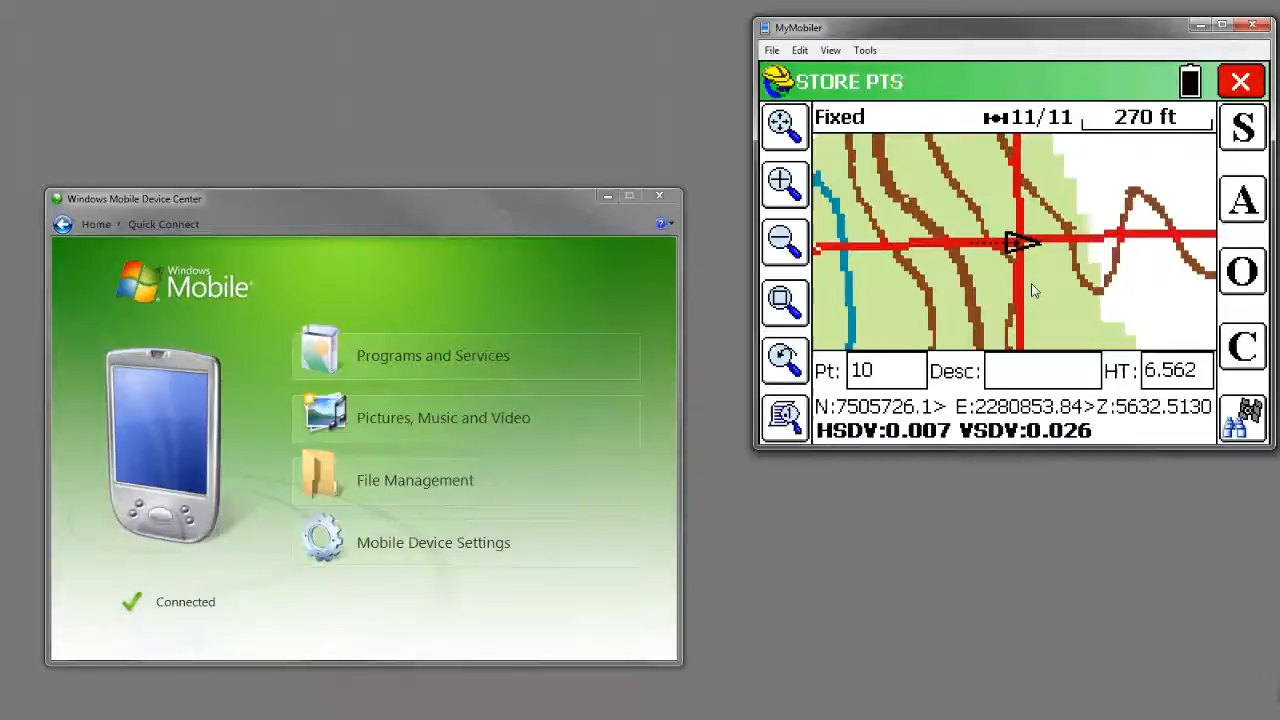 MyMobiler
File Edit View Tools
STORE PTS
Fixed 11/11 270 ft
S
A
O
C
Pt: 10 Desc: HT: 6.562
N:7505726.1> E:2280853.84>Z:5632.5130
HSDV:0.007 VSDV:0.026
Windows Mobile Device Center
Home Quick Connect
Windows
Mobile
Programs and Services
Pictures, Music and Video
File Management
Mobile Device Settings
Connected